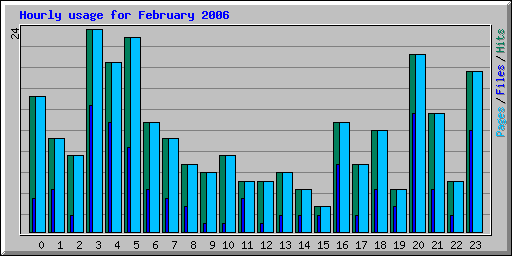 Hourly usage for February 2006
24
Pages / Files / Hits
0 1 2 3 4 5 6 7 8 9 10 11 12 13 14 15 16 17 18 19 20 21 22 23